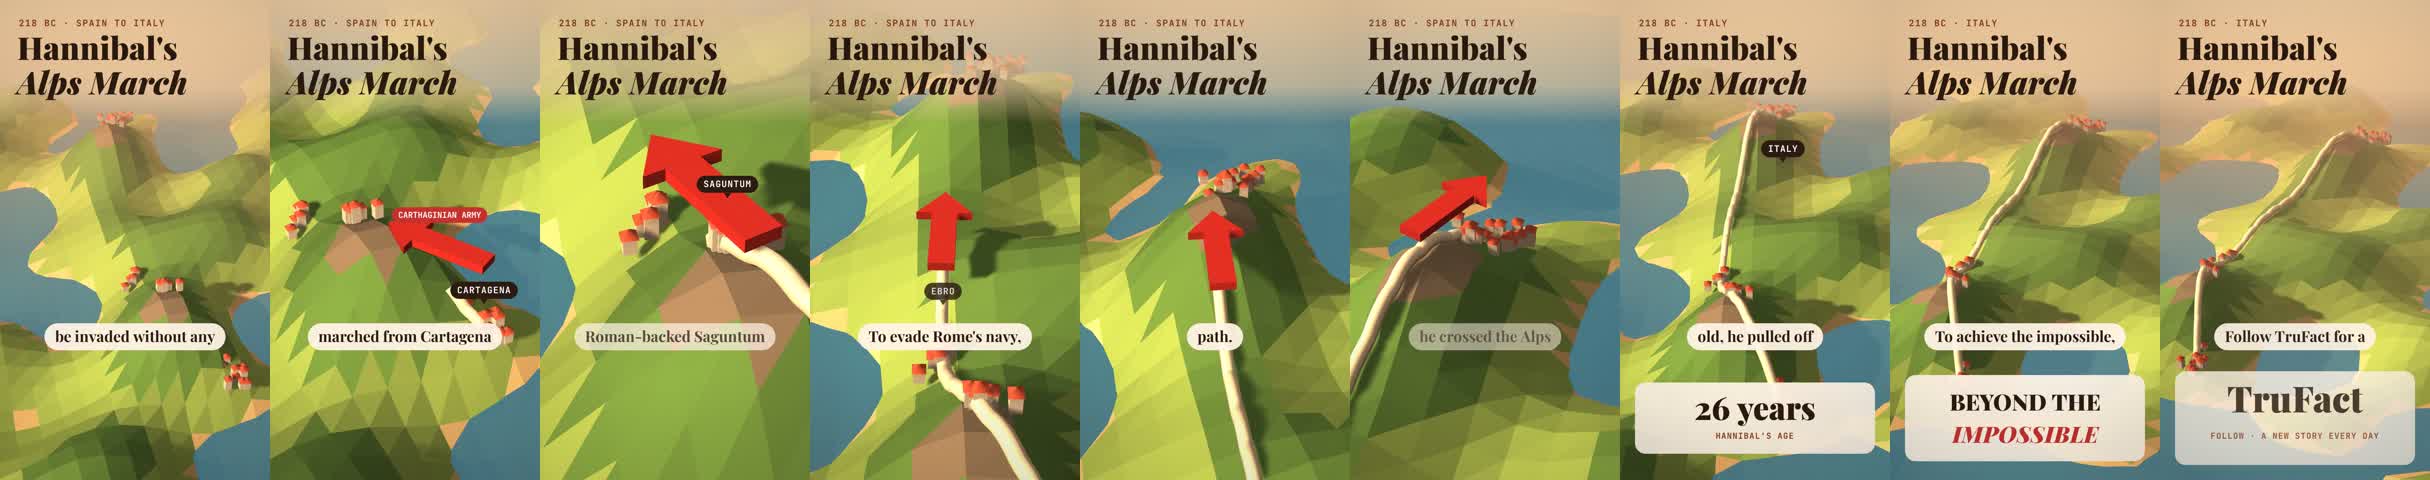 218 BC · SPAIN TO ITALY
Hannibal's
Alps March
be invaded without any
218 BC · SPAIN TO ITALY
Hannibal's
Alps March
CARTHAGINIAN ARMY
CARTAGENA
marched from Cartagena
218 BC · SPAIN TO ITALY
Hannibal's
Alps March
SAGUNTUM
Roman-backed Saguntum
218 BC · SPAIN TO ITALY
Hannibal's
Alps March
EBRO
To evade Rome's navy,
218 BC · SPAIN TO ITALY
Hannibal's
Alps March
path.
218 BC · SPAIN TO ITALY
Hannibal's
Alps March
he crossed the Alps
218 BC · ITALY
Hannibal's
Alps March
ITALY
old, he pulled off
26 years
HANNIBAL'S AGE
218 BC · ITALY
Hannibal's
Alps March
To achieve the impossible,
BEYOND THE
IMPOSSIBLE
218 BC · ITALY
Hannibal's
Alps March
Follow TruFact for a
TruFact
FOLLOW · A NEW STORY EVERY DAY